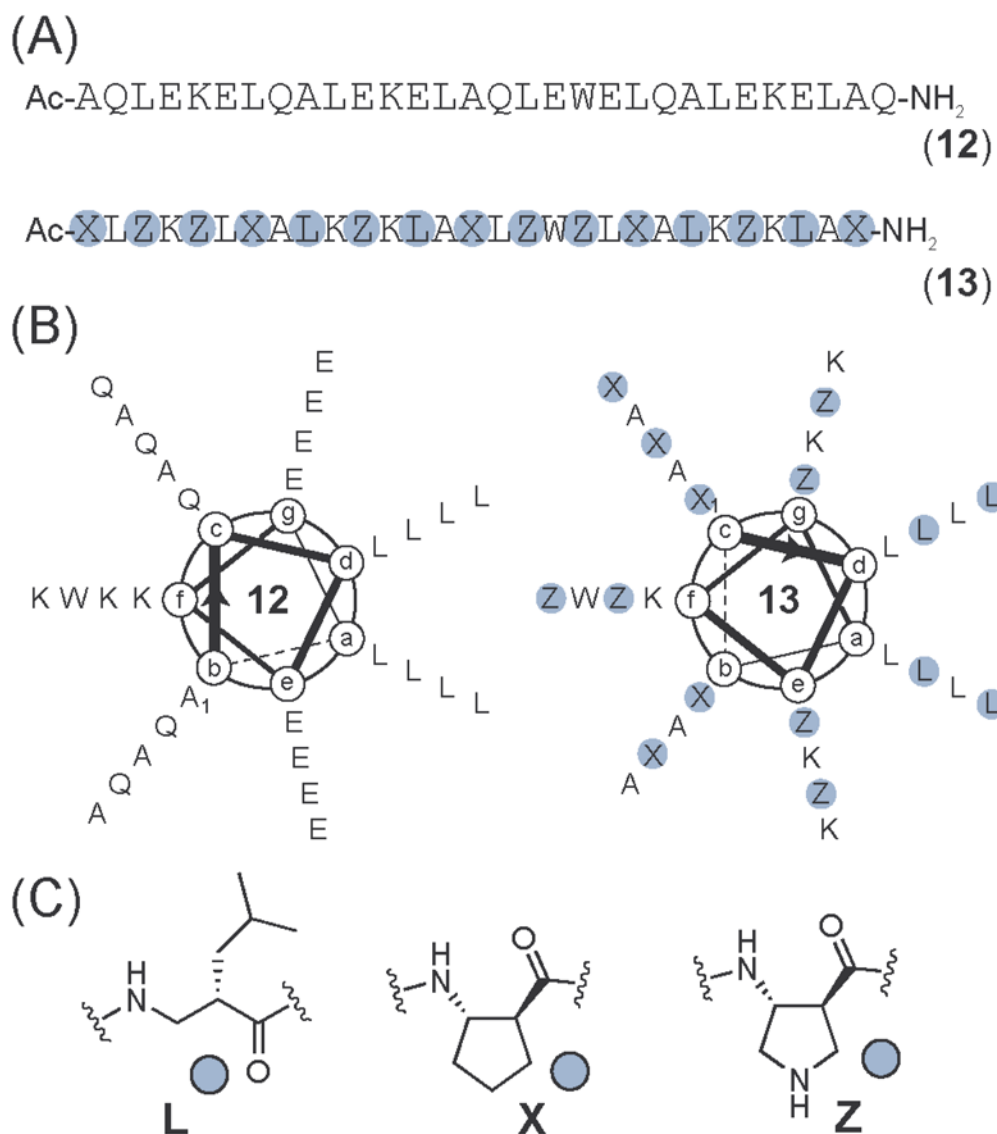 (A)
Ac-AQLEKELQALEKELAQLEWELQALEKELAQ-NH₂
(12)
Ac-XLZKZLXALKZKLAXLZWZLXALKZKLAX-NH₂
(13)
(B)
Q A Q A Q
E E E E
L L L L
K W K K
L L L L
A₁ Q A Q A
E E E E
c g d f a b e
12
X A X A X₁
K Z K Z
L L L L
Z W Z K
L L L L
X A X A
Z K Z K
c g d f a b e
13
(C)
H
N
O
L
H
N
O
X
H
N
O
N
H
Z